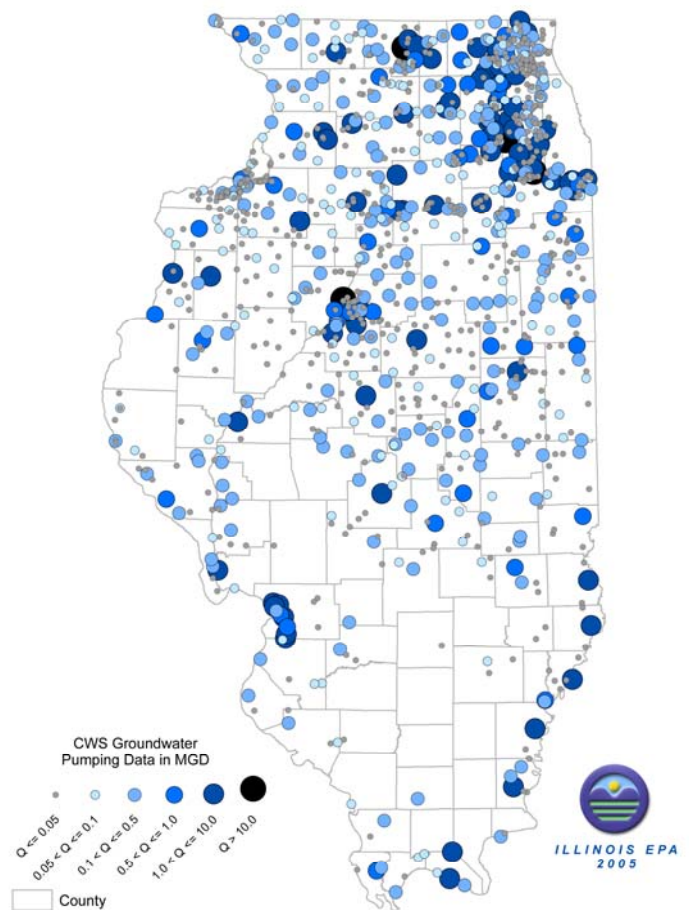 CWS Groundwater
Pumping Data in MGD
Q <= 0.05
0.05 < Q <= 0.1
0.1 < Q <= 0.5
0.5 < Q <= 1.0
1.0 < Q <= 10.0
Q > 10.0
County
ILLINOIS EPA
2005